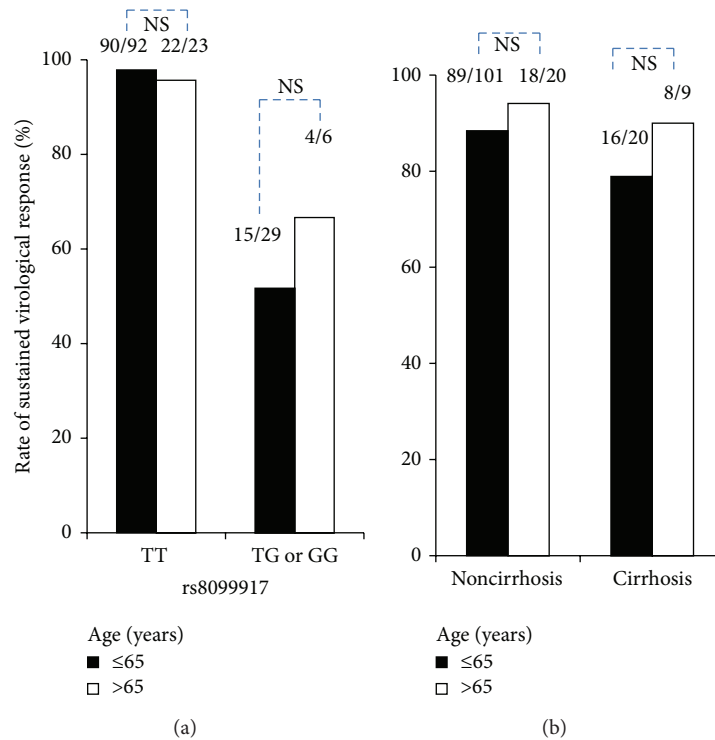 NS
90/92 22/23
100
80
60
40
20
0
Rate of sustained virological response (%)
NS
4/6
15/29
TT
TG or GG
rs8099917
Age (years)
≤65
>65
(a)
NS
89/101 18/20
NS
8/9
16/20
100
80
60
40
20
0
Noncirrhosis
Cirrhosis
Age (years)
≤65
>65
(b)